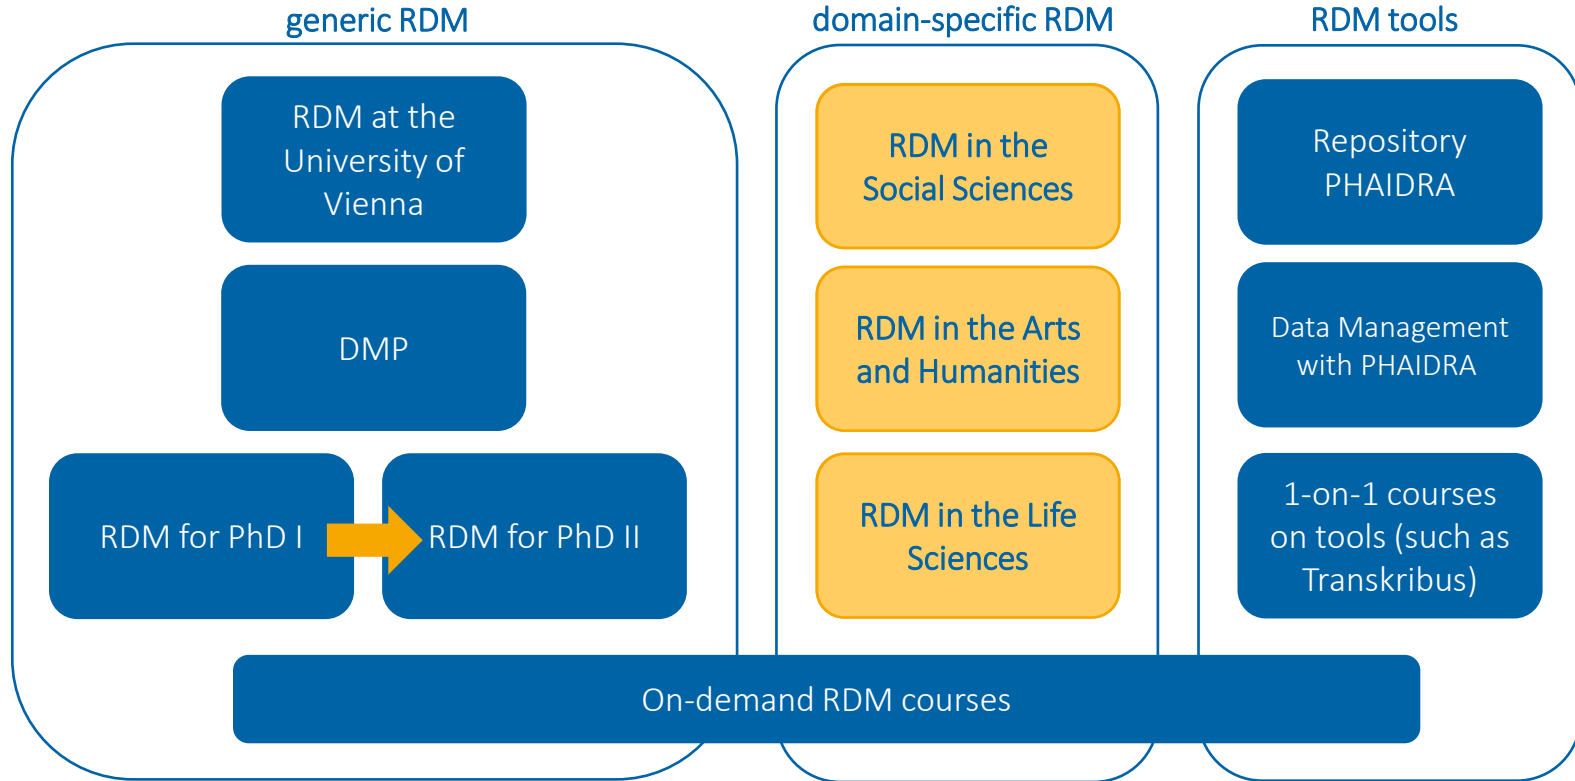 generic RDM
RDM at the
University of
Vienna
DMP
RDM for PhD I
RDM for PhD II
domain-specific RDM
RDM in the
Social Sciences
RDM in the Arts
and Humanities
RDM in the Life
Sciences
RDM tools
Repository
PHAIDRA
Data Management
with PHAIDRA
1-on-1 courses
on tools (such as
Transkribus)
On-demand RDM courses